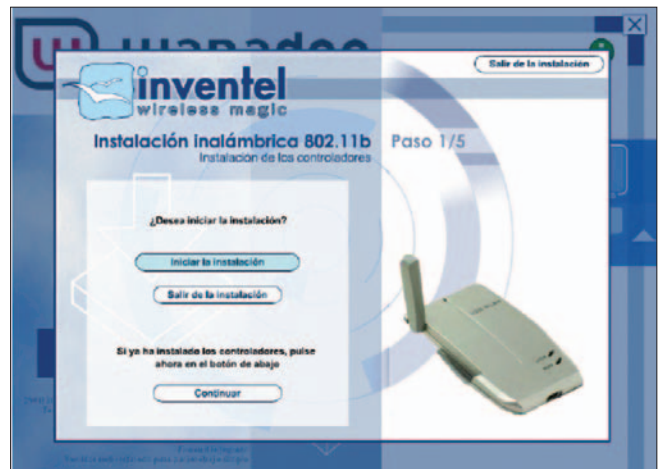 wanadoo
Salir de la instalación
inventel
wireless magic
Instalación inalámbrica 802.11b Paso 1/5
Instalación de los controladores
¿Desea iniciar la instalación?
Iniciar la instalación
Salir de la instalación
Si ya ha instalado los controladores, pulse
ahora en el botón de abajo
Continuar